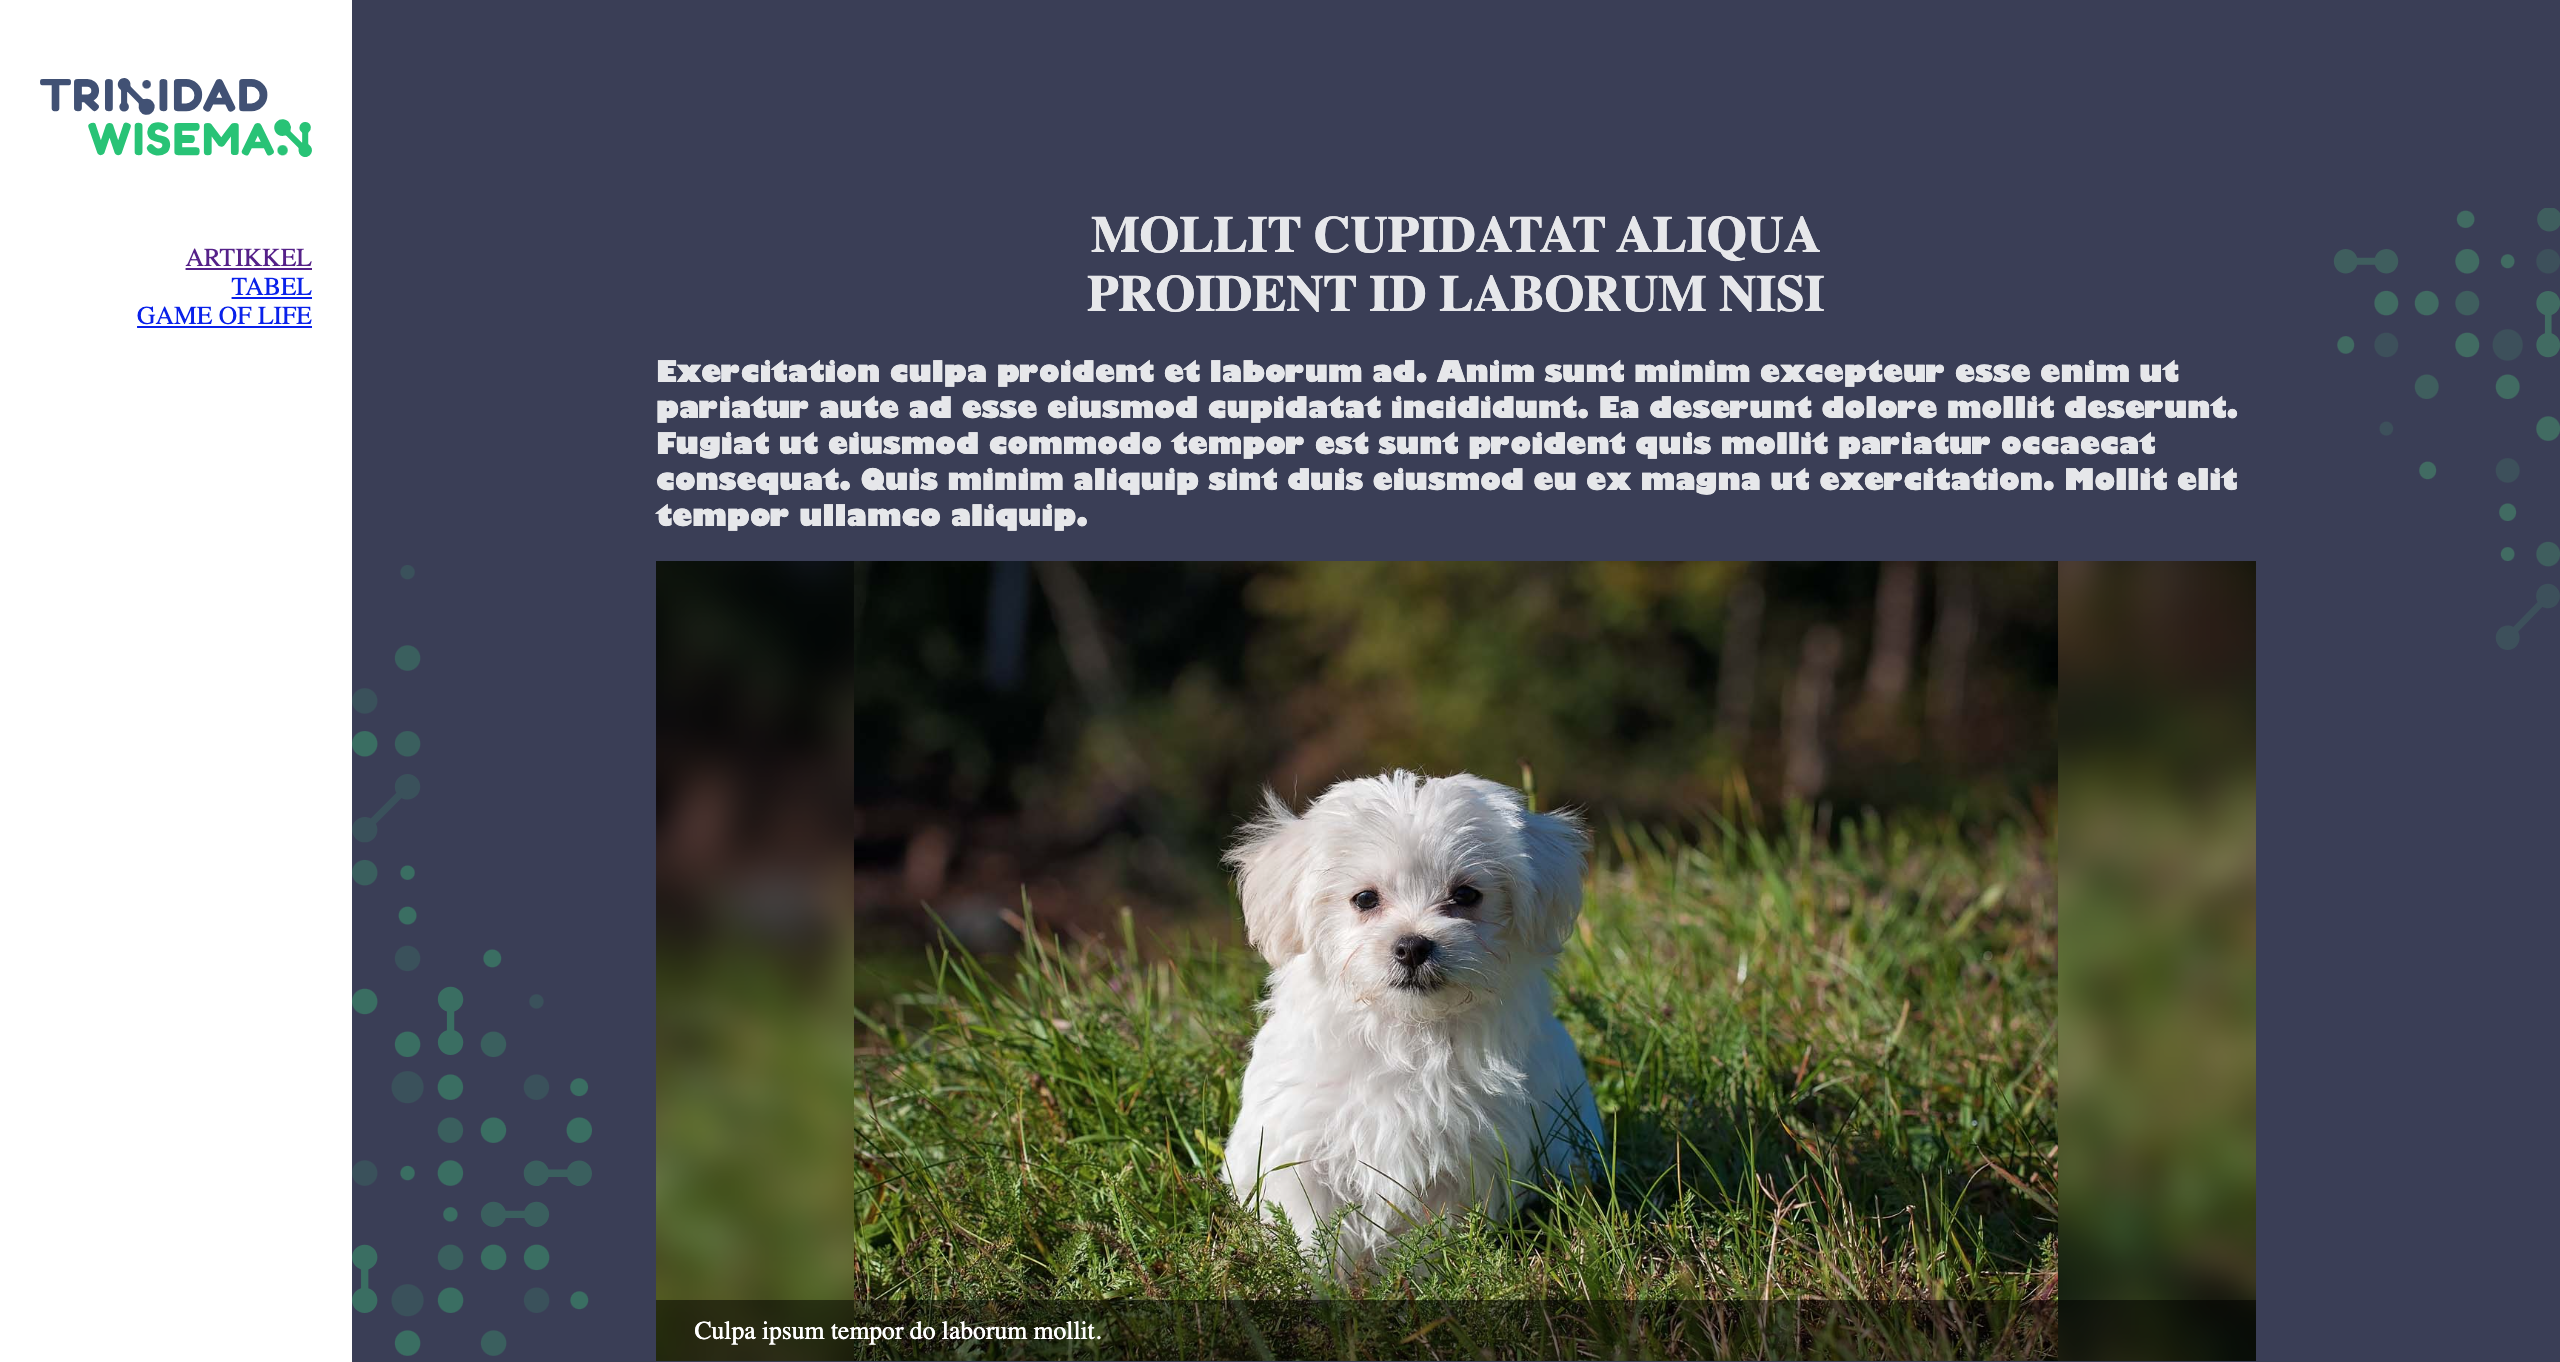 TRINIDAD
WISEMAN
ARTIKKEL
TABEL
GAME OF LIFE
MOLLIT CUPIDATAT ALIQUA
PROIDENT ID LABORUM NISI
Exercitation culpa proident et laborum ad. Anim sunt minim excepteur esse enim ut
pariatur aute ad esse eiusmod cupidatat incididunt. Ea deserunt dolore mollit deserunt.
Fugiat ut eiusmod commodo tempor est sunt proident quis mollit pariatur occaecat
consequat. Quis minim aliquip sint duis eiusmod eu ex magna ut exercitation. Mollit elit
tempor ullamco aliquip.
Culpa ipsum tempor do laborum mollit.